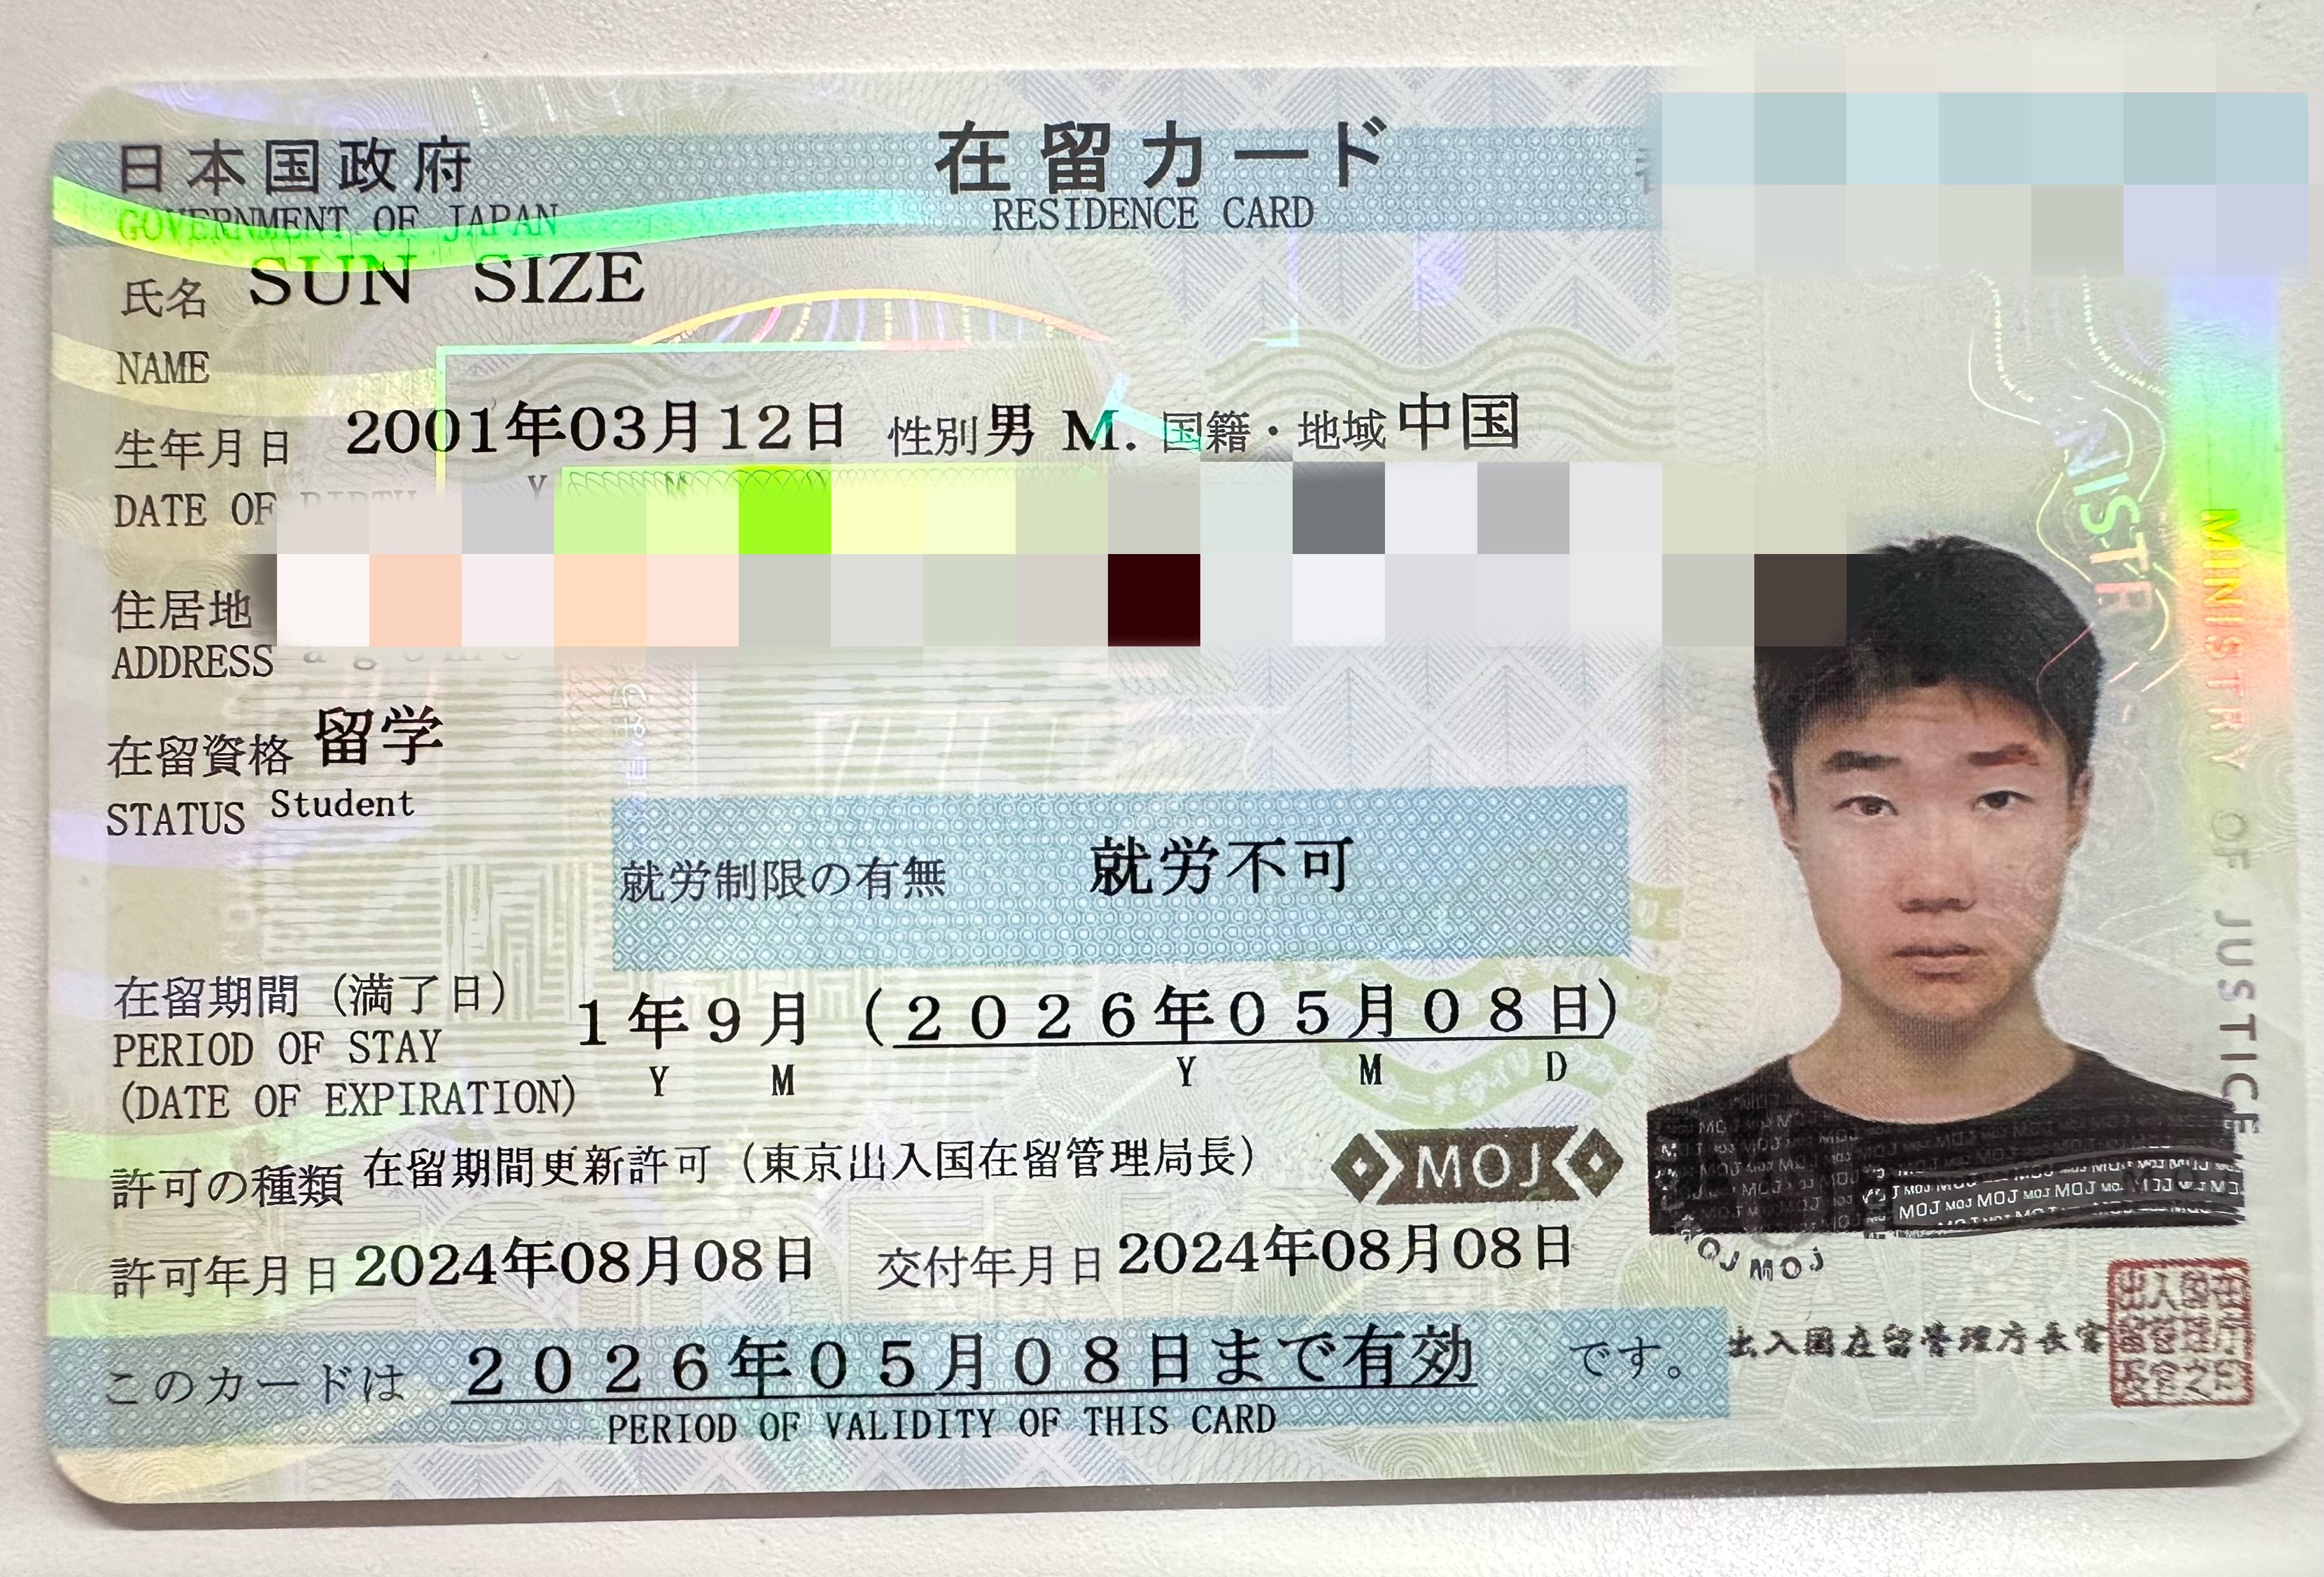 日本国政府 在留カード
GOVERNMENT OF JAPAN RESIDENCE CARD
氏名 SUN SIZE
NAME
生年月日 2001年03月12日 性別 男 M. 国籍・地域 中国
DATE OF BIRTH Y M
住居地
ADDRESS
在留資格 留学
STATUS Student
就労制限の有無 就労不可
在留期間（満了日） 1年9月（2026年05月08日）
PERIOD OF STAY Y M Y M D
(DATE OF EXPIRATION)
許可の種類 在留期間更新許可（東京出入国在留管理局長）
MOJ
許可年月日 2024年08月08日 交付年月日 2024年08月08日
このカードは 2026年05月08日まで有効 です。
PERIOD OF VALIDITY OF THIS CARD
MINISTRY OF JUSTICE
MOJ MOJ
出入国在留管理庁長官